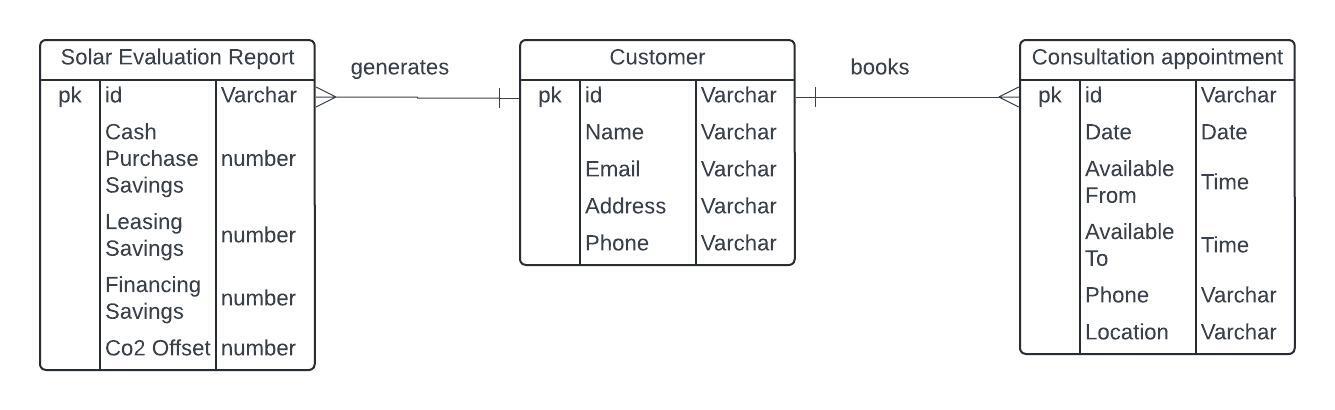 Solar Evaluation Report
pk id Varchar
Cash
Purchase number
Savings
Leasing
Savings number
Financing
Savings number
Co2 Offset number
generates
Customer
pk id Varchar
Name Varchar
Email Varchar
Address Varchar
Phone Varchar
books
Consultation appointment
pk id Varchar
Date Date
Available
From Time
Available
To Time
Phone Varchar
Location Varchar